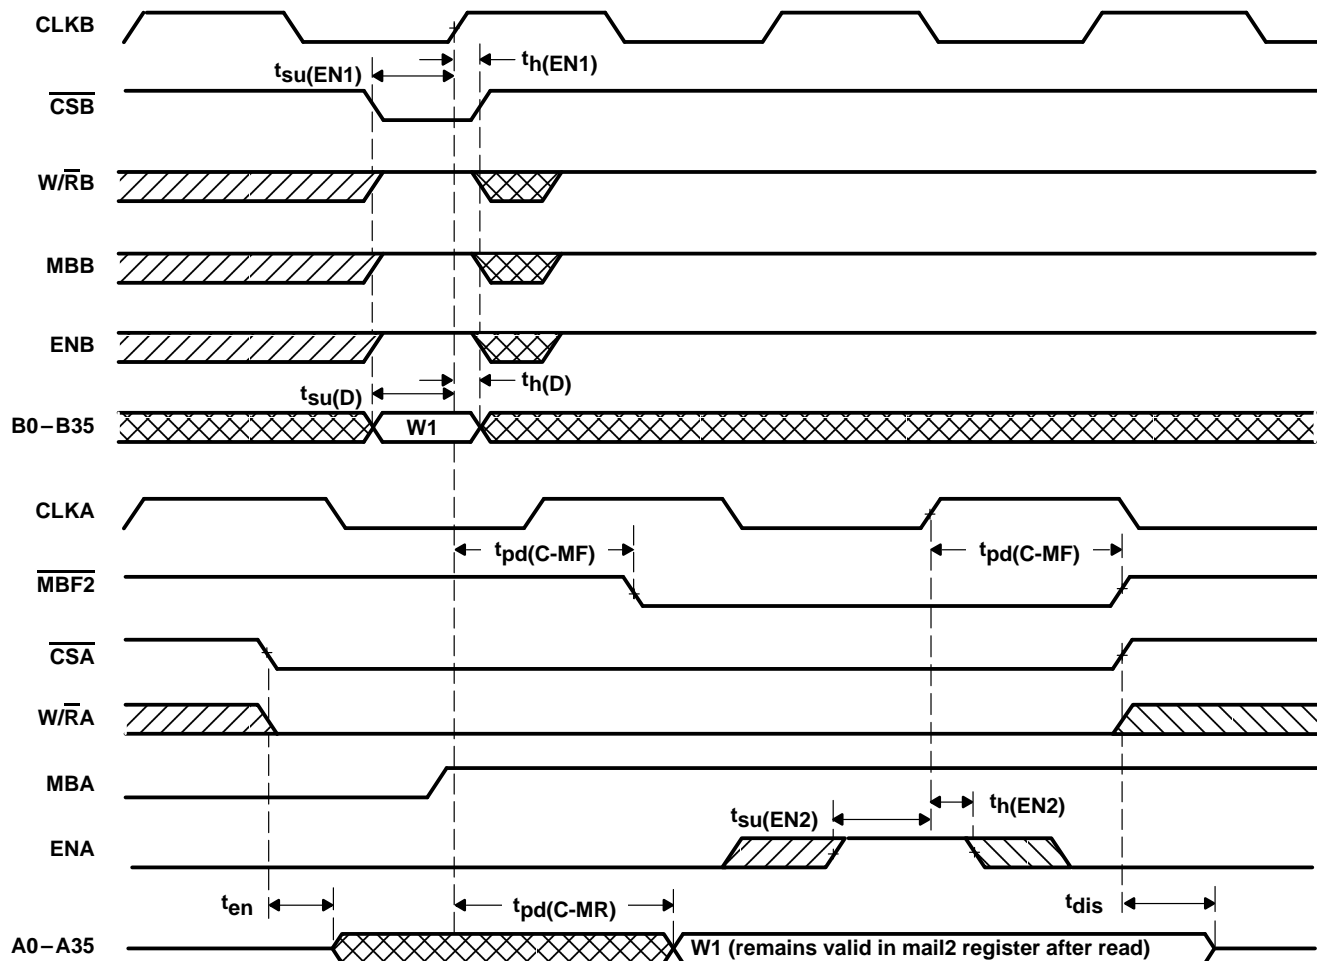 CLKB
tsu(EN1)
th(EN1)
CSB
W/RB
MBB
ENB
tsu(D)
th(D)
B0–B35
W1
CLKA
tpd(C-MF)
tpd(C-MF)
MBF2
CSA
W/RA
MBA
tsu(EN2)
th(EN2)
ENA
ten
tpd(C-MR)
tdis
A0–A35
W1 (remains valid in mail2 register after read)